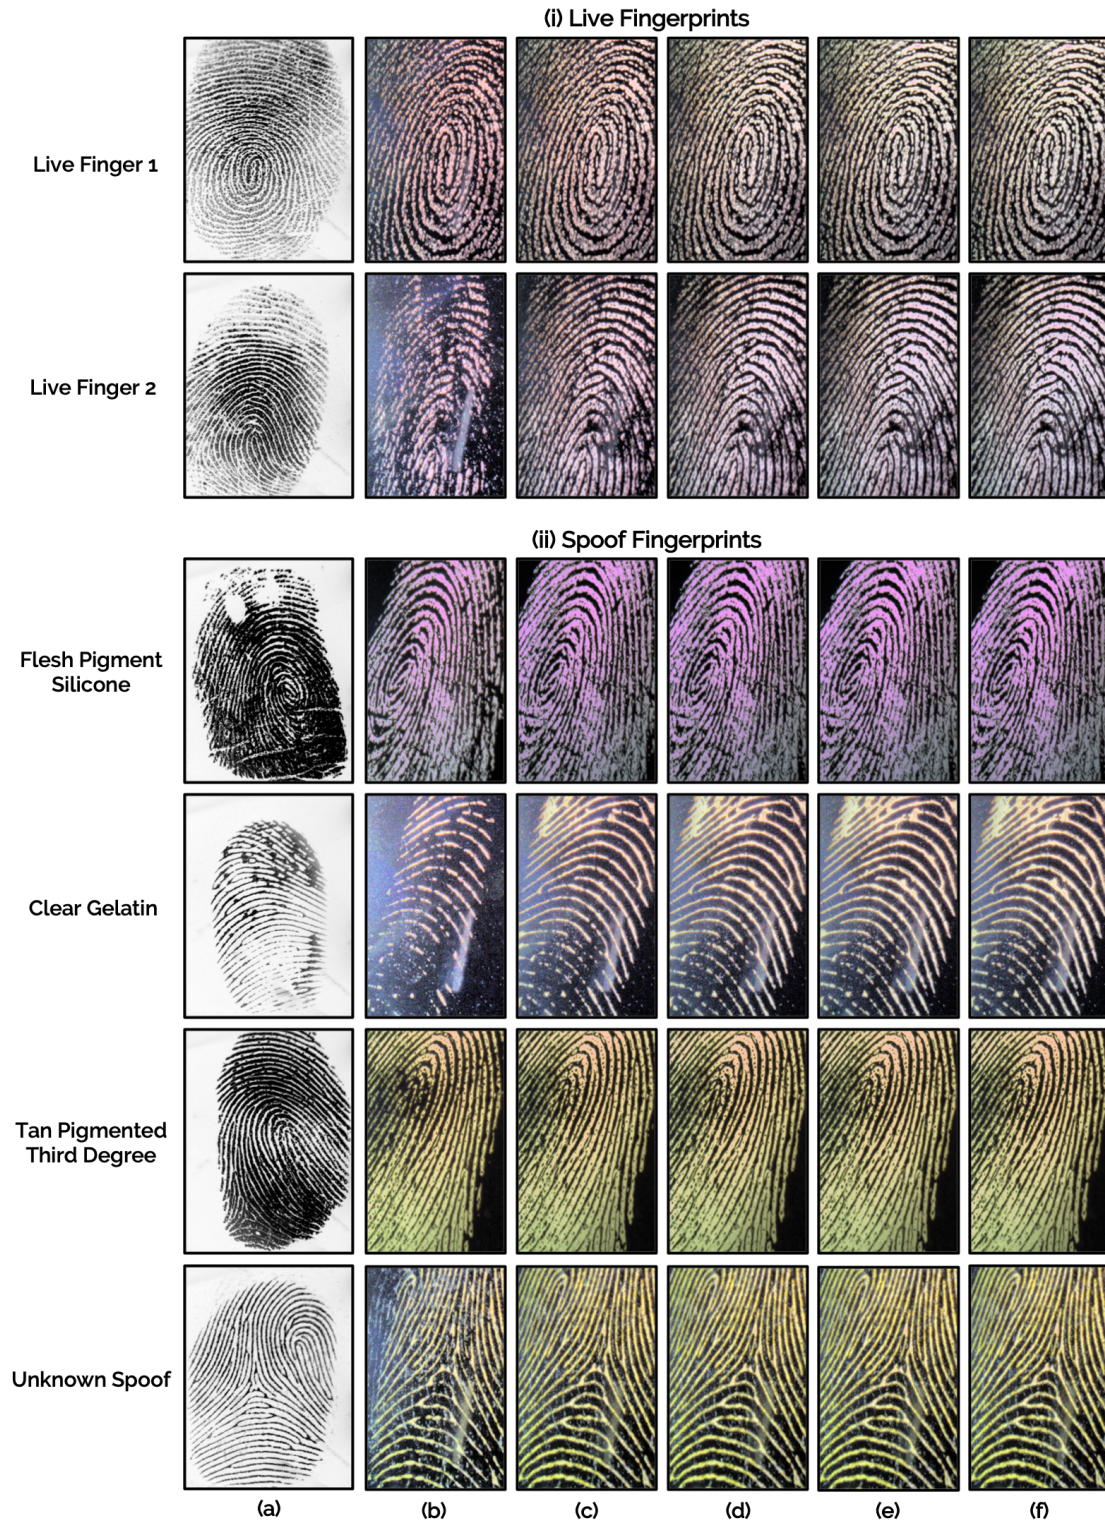 (i) Live Fingerprints
Live Finger 1
Live Finger 2
(ii) Spoof Fingerprints
Flesh Pigment
Silicone
Clear Gelatin
Tan Pigmented
Third Degree
Unknown Spoof
(a) (b) (c) (d) (e) (f)